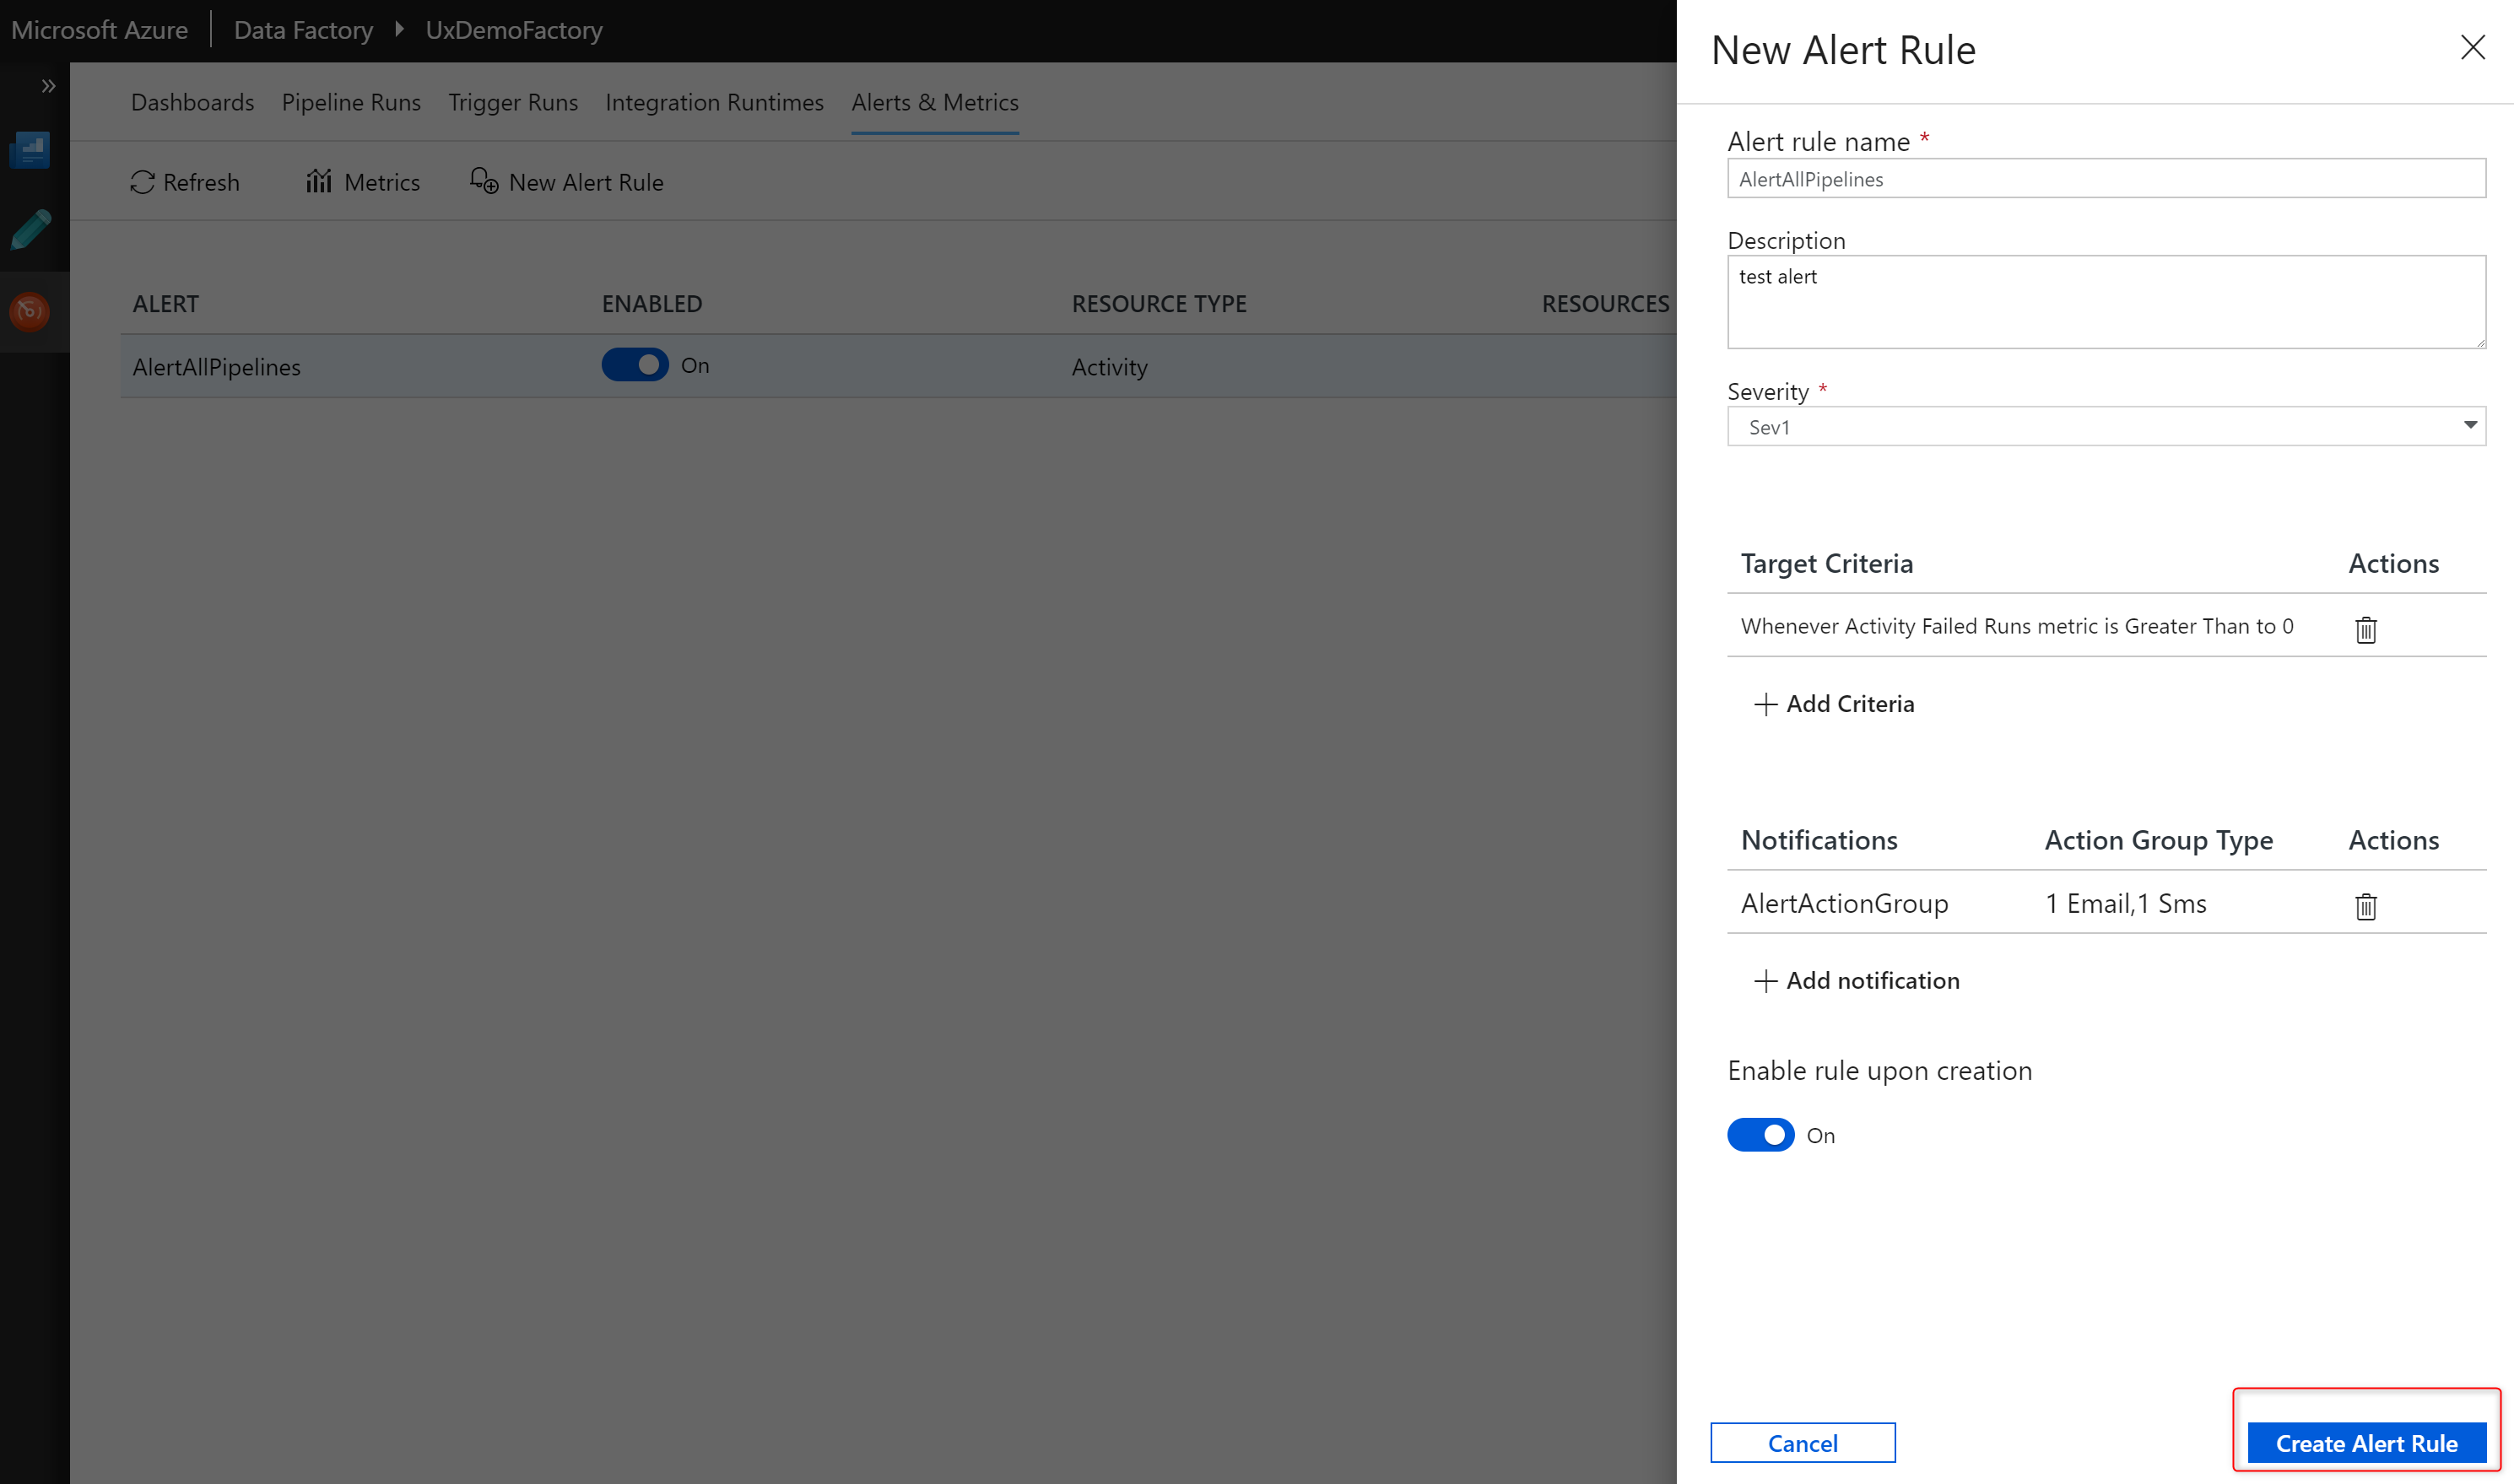 Microsoft Azure Data Factory UxDemoFactory
Dashboards Pipeline Runs Trigger Runs Integration Runtimes Alerts & Metrics
Refresh Metrics New Alert Rule
ALERT ENABLED RESOURCE TYPE RESOURCES
AlertAllPipelines On Activity
New Alert Rule
Alert rule name *
AlertAllPipelines
Description
test alert
Severity *
Sev1
Target Criteria Actions
Whenever Activity Failed Runs metric is Greater Than to 0
Add Criteria
Notifications Action Group Type Actions
AlertActionGroup 1 Email,1 Sms
Add notification
Enable rule upon creation
On
Cancel Create Alert Rule